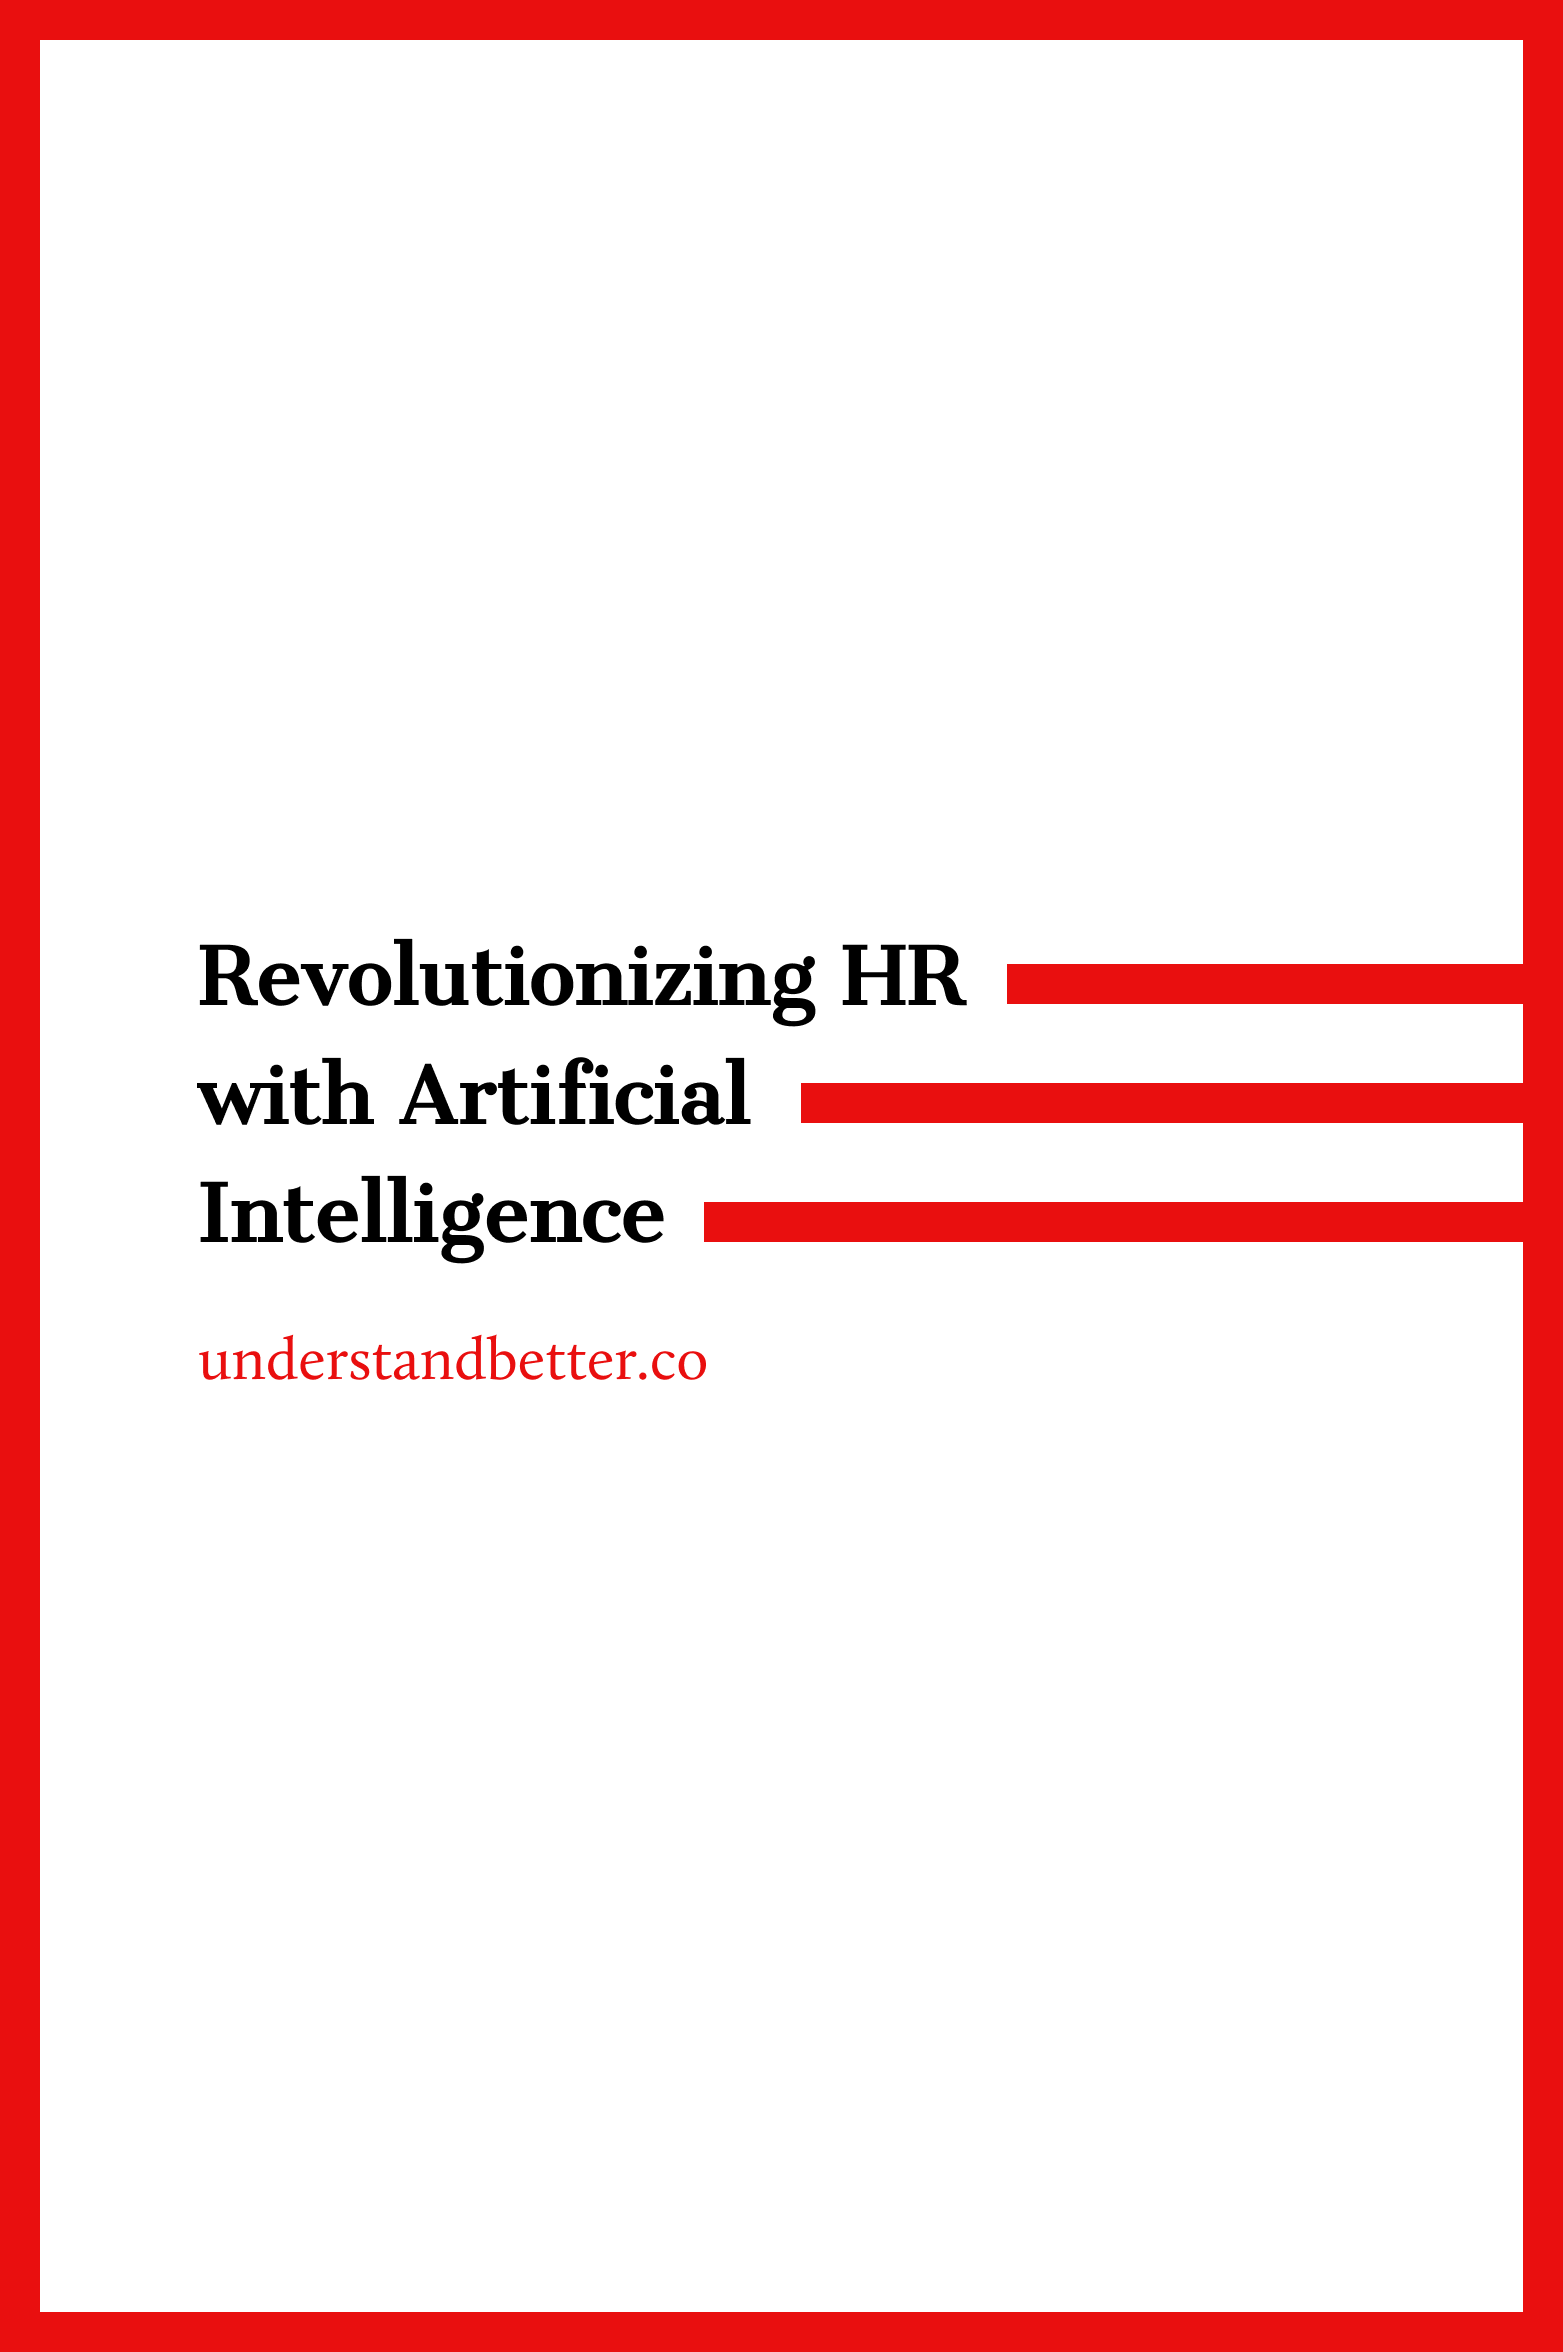 Revolutionizing HR
with Artificial
Intelligence
understandbetter.co